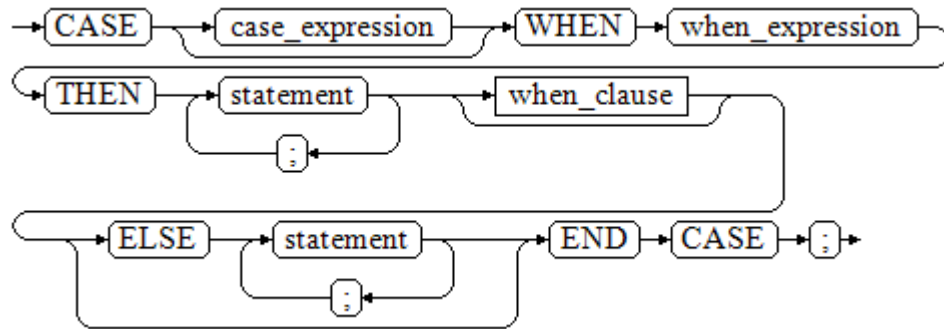 CASE case_expression WHEN when_expression
THEN statement when_clause
;
ELSE statement END CASE ;
;